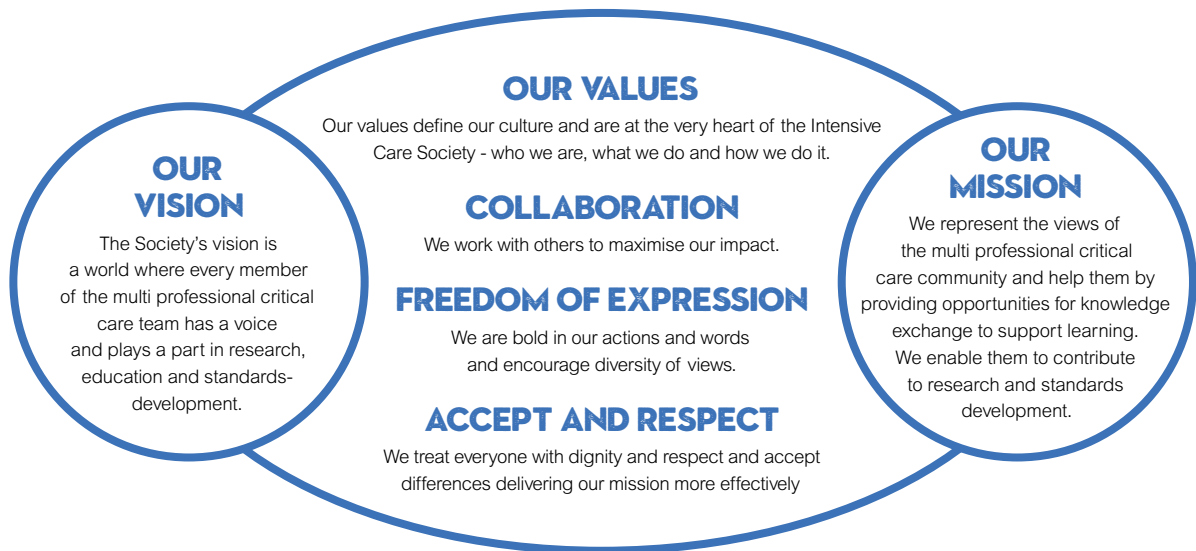 OUR VALUES
Our values define our culture and are at the very heart of the Intensive
Care Society - who we are, what we do and how we do it.
OUR
VISION
The Society's vision is
a world where every member
of the multi professional critical
care team has a voice
and plays a part in research,
education and standards-
development.
COLLABORATION
We work with others to maximise our impact.
FREEDOM OF EXPRESSION
We are bold in our actions and words
and encourage diversity of views.
ACCEPT AND RESPECT
We treat everyone with dignity and respect and accept
differences delivering our mission more effectively
OUR
MISSION
We represent the views of
the multi professional critical
care community and help them by
providing opportunities for knowledge
exchange to support learning.
We enable them to contribute
to research and standards
development.